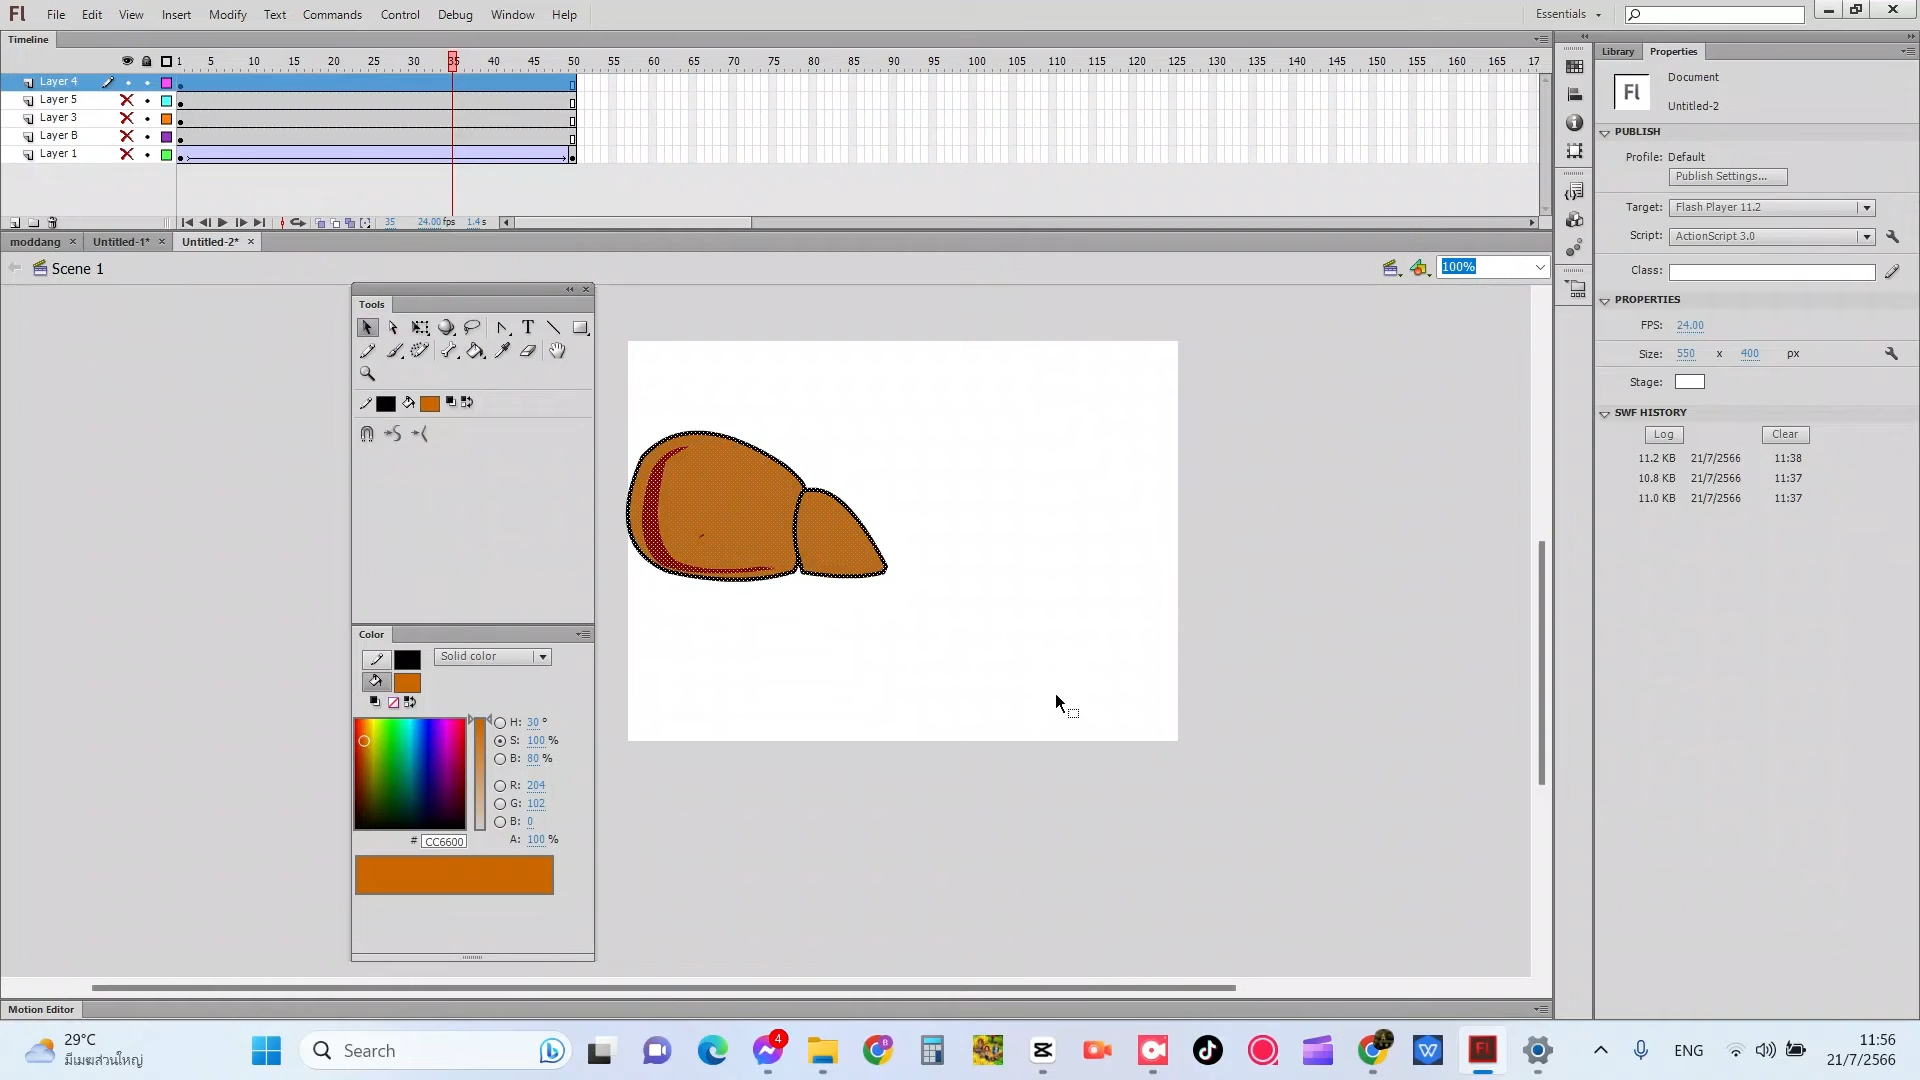 Fl File Edit View Insert Modify Text Commands Control Debug Window Help Essentials
Timeline
1 5 10 15 20 25 30 35 40 45 50 55 60 65 70 75 80 85 90 95 100 105 110 115 120 125 130 135 140 145 150 155 160 165 17
Layer 4
Layer 5
Layer 3
Layer B
Layer 1
35 24.00 fps 1.4 s
moddang Untitled-1* Untitled-2*
Scene 1 100%
Tools
T
Color
Solid color
H: 30 °
S: 100 %
B: 80 %
R: 204
G: 102
B: 0
A: 100 %
# CC6600
Motion Editor
Library Properties
Fl
Document
Untitled-2
PUBLISH
Profile: Default
Publish Settings...
Target: Flash Player 11.2
Script: ActionScript 3.0
Class:
PROPERTIES
FPS: 24.00
Size: 550 x 400 px
Stage:
SWF HISTORY
Log Clear
11.2 KB 21/7/2566 11:38
10.8 KB 21/7/2566 11:37
11.0 KB 21/7/2566 11:37
29°C
มีเมฆส่วนใหญ่
Search
4
ENG
11:56
21/7/2566